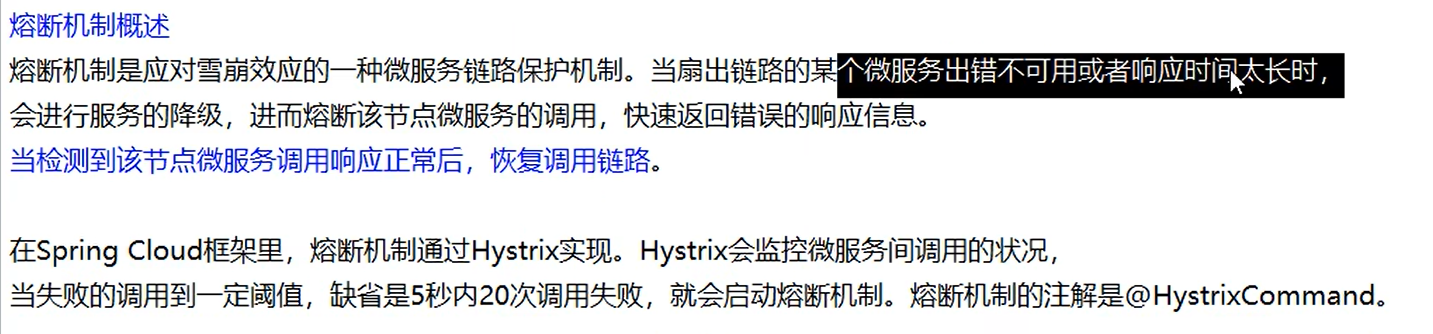 熔断机制概述
熔断机制是应对雪崩效应的一种微服务链路保护机制。当扇出链路的某个微服务出错不可用或者响应时间太长时，
会进行服务的降级，进而熔断该节点微服务的调用，快速返回错误的响应信息。
当检测到该节点微服务调用响应正常后，恢复调用链路。
在Spring Cloud框架里，熔断机制通过Hystrix实现。Hystrix会监控微服务间调用的状况，
当失败的调用到一定阈值，缺省是5秒内20次调用失败，就会启动熔断机制。熔断机制的注解是@HystrixCommand。